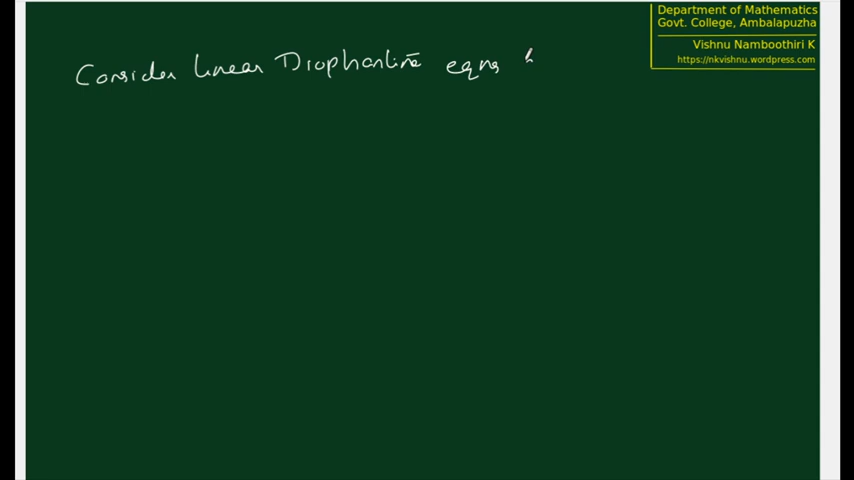 Department of Mathematics
Govt. College, Ambalapuzha
Vishnu Namboothiri K
https://nkvishnu.wordpress.com
Consider linear Diophantine eqns